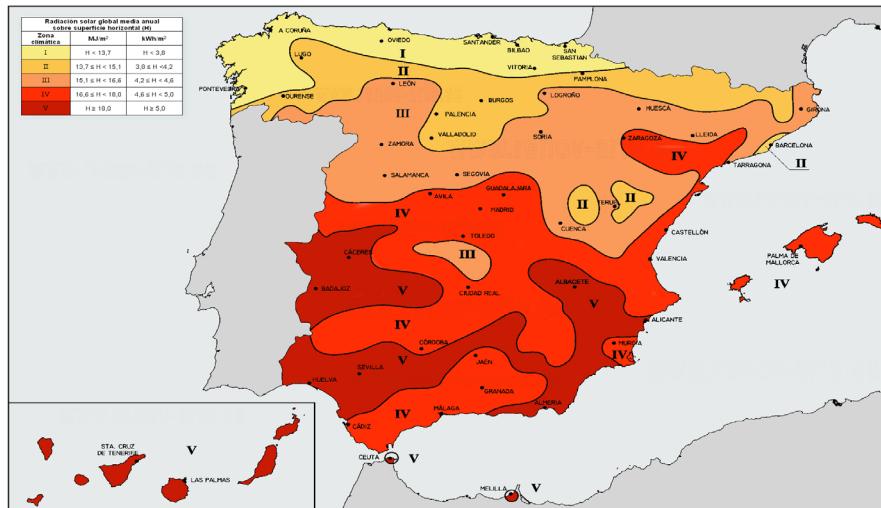 Radiación solar global media anual
sobre superficie horizontal (H)
Zona climática MJ/m² kWh/m²
I H < 13,7 H < 3,8
II 13,7 ≤ H < 15,1 3,8 ≤ H <4,2
III 15,1 ≤ H < 16,6 4,2 ≤ H < 4,6
IV 16,6 ≤ H < 18,0 4,6 ≤ H < 5,0
V H ≥ 18,0 H ≥ 5,0
A CORUÑA
OVIEDO
SANTANDER
BILBAO
SAN
SEBASTIAN
I
LUGO
VITORIA
II
PAMPLONA
PONTEVEDRA
OURENSE
LEÓN
BURGOS
LOGROÑO
HUESCA
GIRONA
III
PALENCIA
VALLADOLID
SORIA
ZARAGOZA
LLEIDA
BARCELONA
ZAMORA
IV
TARRAGONA
II
SALAMANCA
SEGOVIA
AVILA
GUADALAJARA
IV
MADRID
II
TERUEL
II
CUENCA
TOLEDO
CASTELLÓN
CÁCERES
III
VALENCIA
PALMA DE
MALLORCA
IV
BADAJOZ
V
CIUDAD REAL
ALBACETE
V
IV
ALICANTE
CÓRDOBA
MURCIA
IV
V
JAÉN
HUELVA
SEVILLA
GRANADA
ALMERIA
IV
MÁLAGA
CÁDIZ
CEUTA
V
MELILLA
V
STA. CRUZ
DE TENERIFE
V
LAS PALMAS